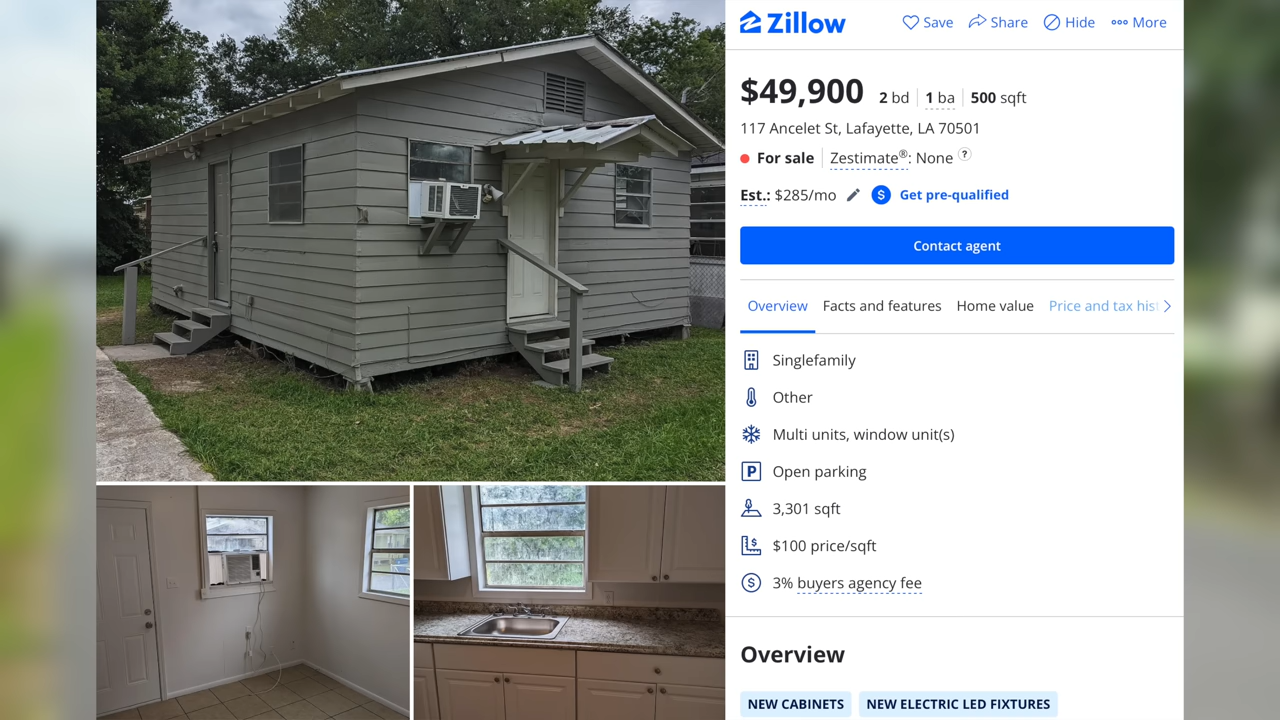 Zillow
Save Share Hide More
$49,900 2 bd 1 ba 500 sqft
117 Ancelet St, Lafayette, LA 70501
For sale Zestimate®: None ?
Est.: $285/mo $ Get pre-qualified
Contact agent
Overview Facts and features Home value Price and tax hist
Singlefamily
Other
Multi units, window unit(s)
P Open parking
3,301 sqft
$ $100 price/sqft
$ 3% buyers agency fee
Overview
NEW CABINETS NEW ELECTRIC LED FIXTURES